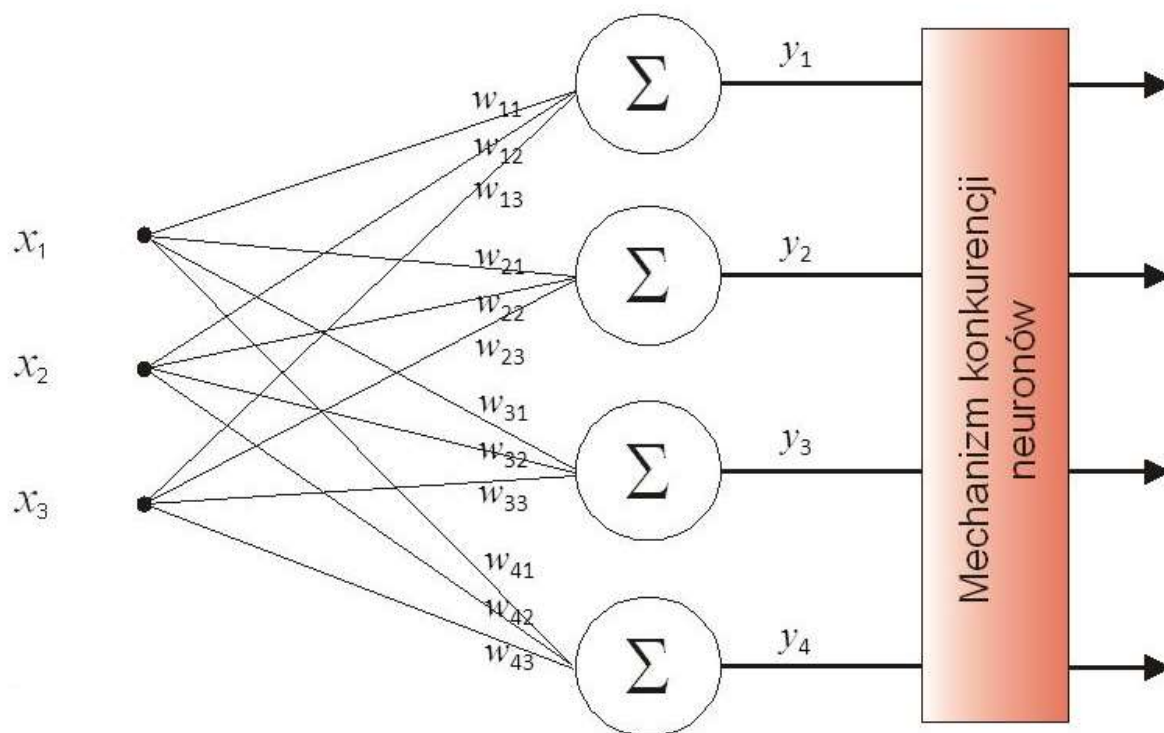 x₁
x₂
x₃
w₁₁
w₁₂
w₁₃
w₂₁
w₂₂
w₂₃
w₃₁
w₃₂
w₃₃
w₄₁
w₄₂
w₄₃
Σ
Σ
Σ
Σ
y₁
y₂
y₃
y₄
Mechanizm konkurencji
neuronów